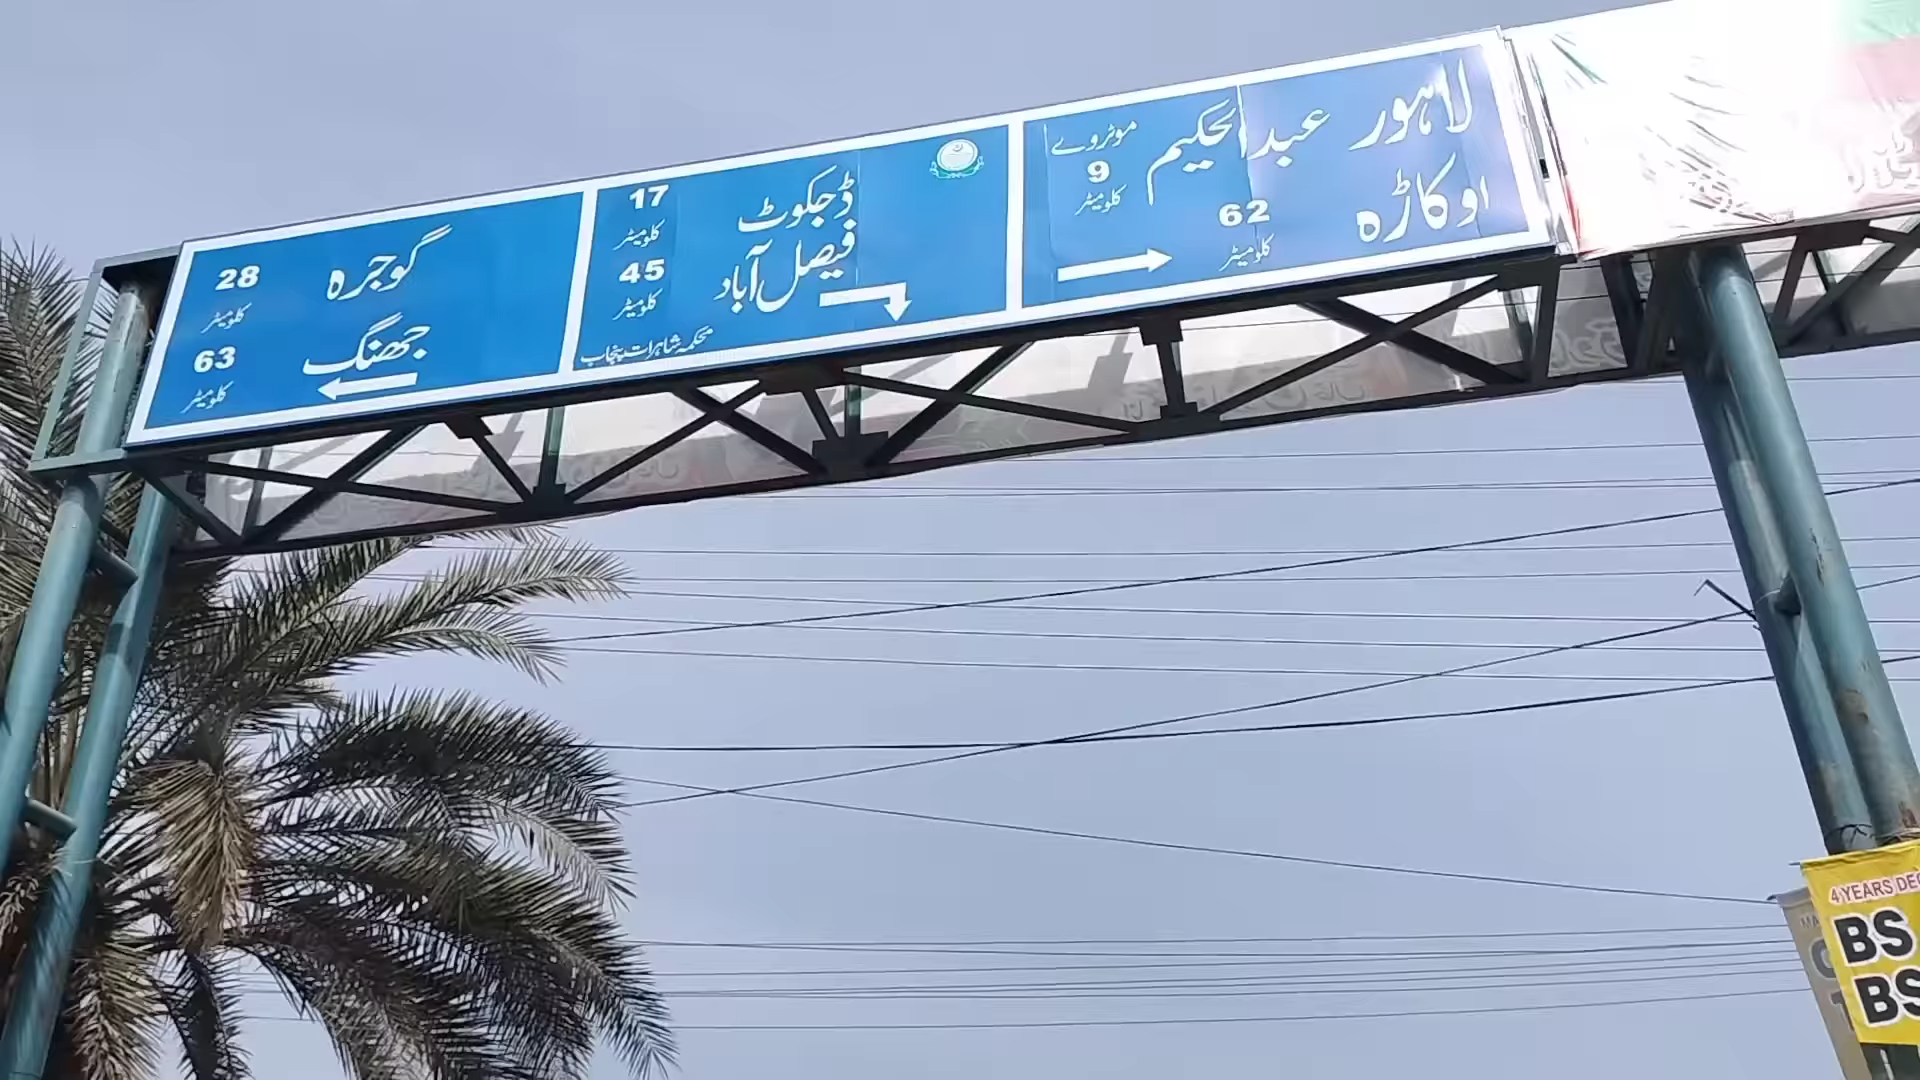 لاہور عبدالحکیم موٹروے
9
کلومیٹر
اوکاڑہ 62
کلومیٹر
ڈجکوٹ 17
کلومیٹر
فیصل آباد 45
کلومیٹر
محکمہ شاہرات پنجاب
گوجرہ 28
کلومیٹر
جھنگ 63
کلومیٹر
4 YEARS
BS
BS